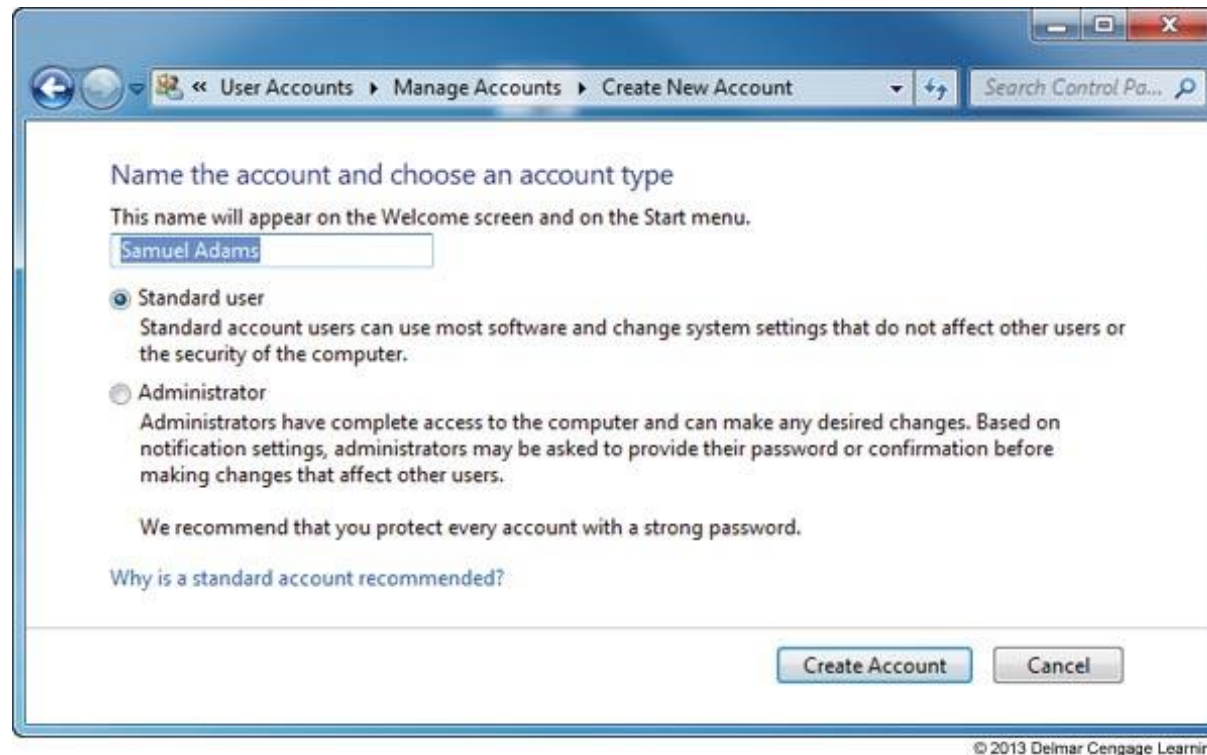 « User Accounts ▸ Manage Accounts ▸ Create New Account
Search Control Pa...
Name the account and choose an account type
This name will appear on the Welcome screen and on the Start menu.
Samuel Adams
Standard user
Standard account users can use most software and change system settings that do not affect other users or
the security of the computer.
Administrator
Administrators have complete access to the computer and can make any desired changes. Based on
notification settings, administrators may be asked to provide their password or confirmation before
making changes that affect other users.
We recommend that you protect every account with a strong password.
Why is a standard account recommended?
Create Account
Cancel
© 2013 Delmar Cengage Learnin